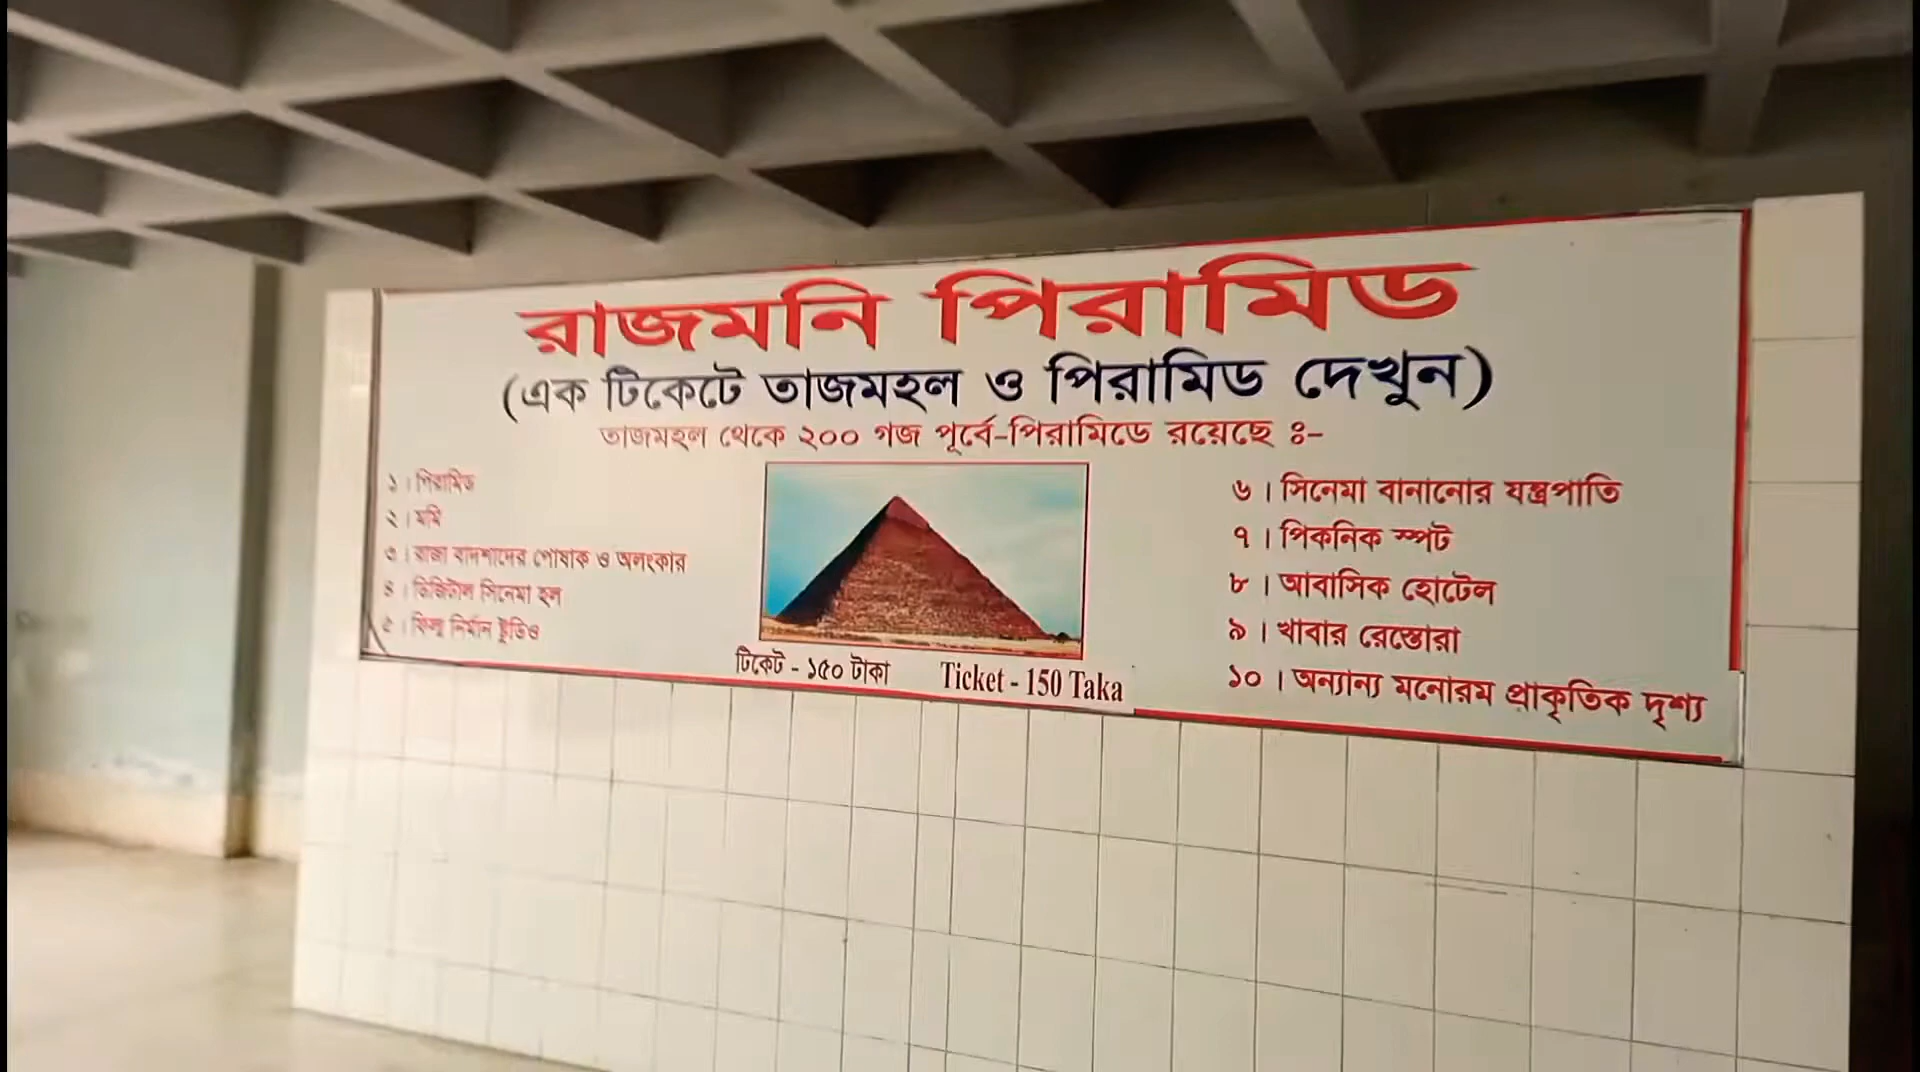 রাজমনি পিরামিড
(এক টিকেটে তাজমহল ও পিরামিড দেখুন)
তাজমহল থেকে ২০০ গজ পূর্বে-পিরামিডে রয়েছে ঃ-
১। পিরামিড
২। মমি
৩। রাজা বাদশাদের পোষাক ও অলংকার
৪। ডিজিটাল সিনেমা হল
৫। ফিল্ম নির্মান ষ্টুডিও
৬। সিনেমা বানানোর যন্ত্রপাতি
৭। পিকনিক স্পট
৮। আবাসিক হোটেল
৯। খাবার রেস্তোরা
১০। অন্যান্য মনোরম প্রাকৃতিক দৃশ্য
টিকেট - ১৫০ টাকা Ticket - 150 Taka